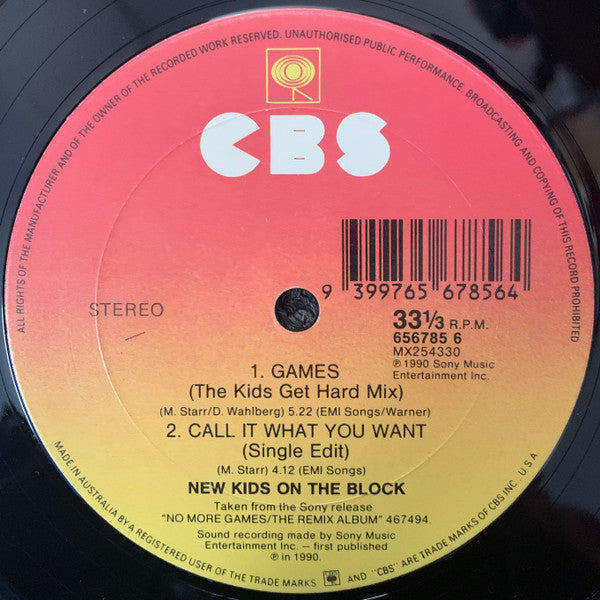 ALL RIGHTS OF THE MANUFACTURER AND OF THE OWNER OF THE RECORDED WORK RESERVED. UNAUTHORISED PUBLIC PERFORMANCE, BROADCASTING AND COPYING OF THIS RECORD PROHIBITED
CBS
9 399765 678564
STEREO
33⅓ R.P.M.
656785 6
MX254330
℗ 1990 Sony Music
Entertainment Inc.
1. GAMES
(The Kids Get Hard Mix)
(M. Starr/D. Wahlberg) 5.22 (EMI Songs/Warner)
2. CALL IT WHAT YOU WANT
(Single Edit)
(M. Starr) 4.12 (EMI Songs)
NEW KIDS ON THE BLOCK
Taken from the Sony release
"NO MORE GAMES/THE REMIX ALBUM" 467494.
Sound recording made by Sony Music
Entertainment Inc. – first published
℗ in 1990.
MADE IN AUSTRALIA BY A REGISTERED USER OF THE TRADE MARKS AND "CBS" ARE TRADE MARKS OF CBS INC. U S A